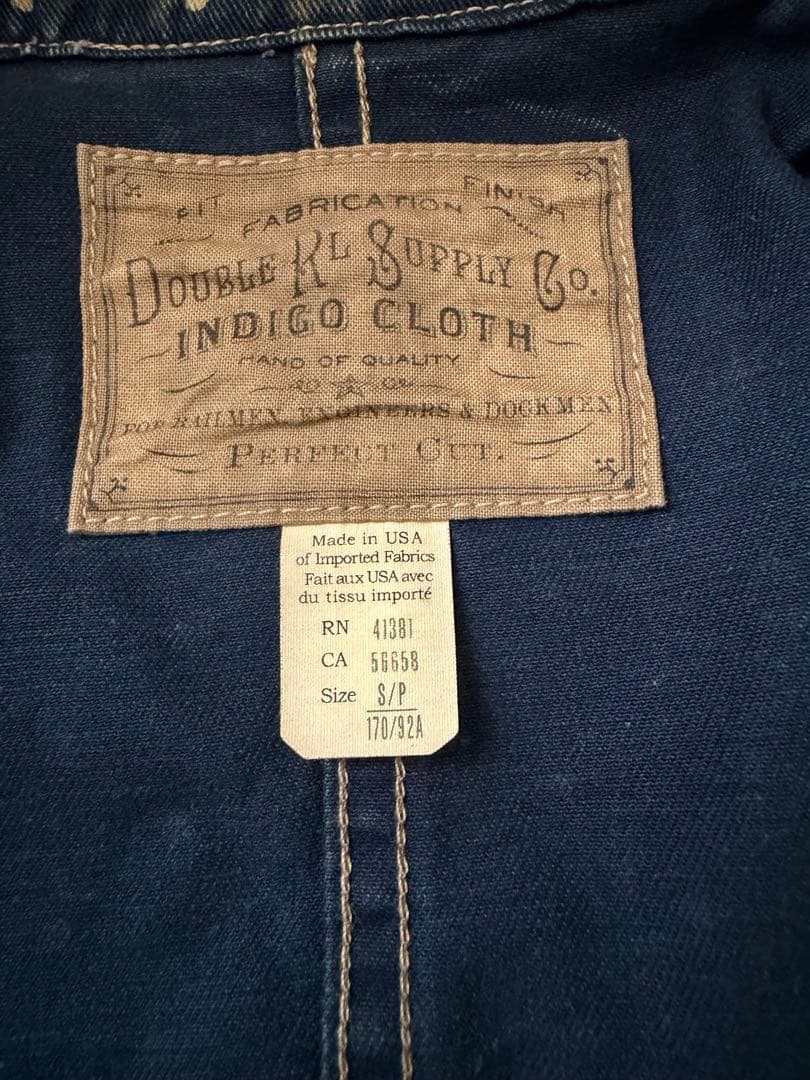 FIT FABRICATION FINISH
DOUBLE RL SUPPLY CO.
INDIGO CLOTH
HAND OF QUALITY
FOR RAILMEN, ENGINEERS & DOCKMEN
PERFECT CUT.
Made in USA
of Imported Fabrics
Fait aux USA avec
du tissu importé
RN 41381
CA 56658
Size S/P
170/92A